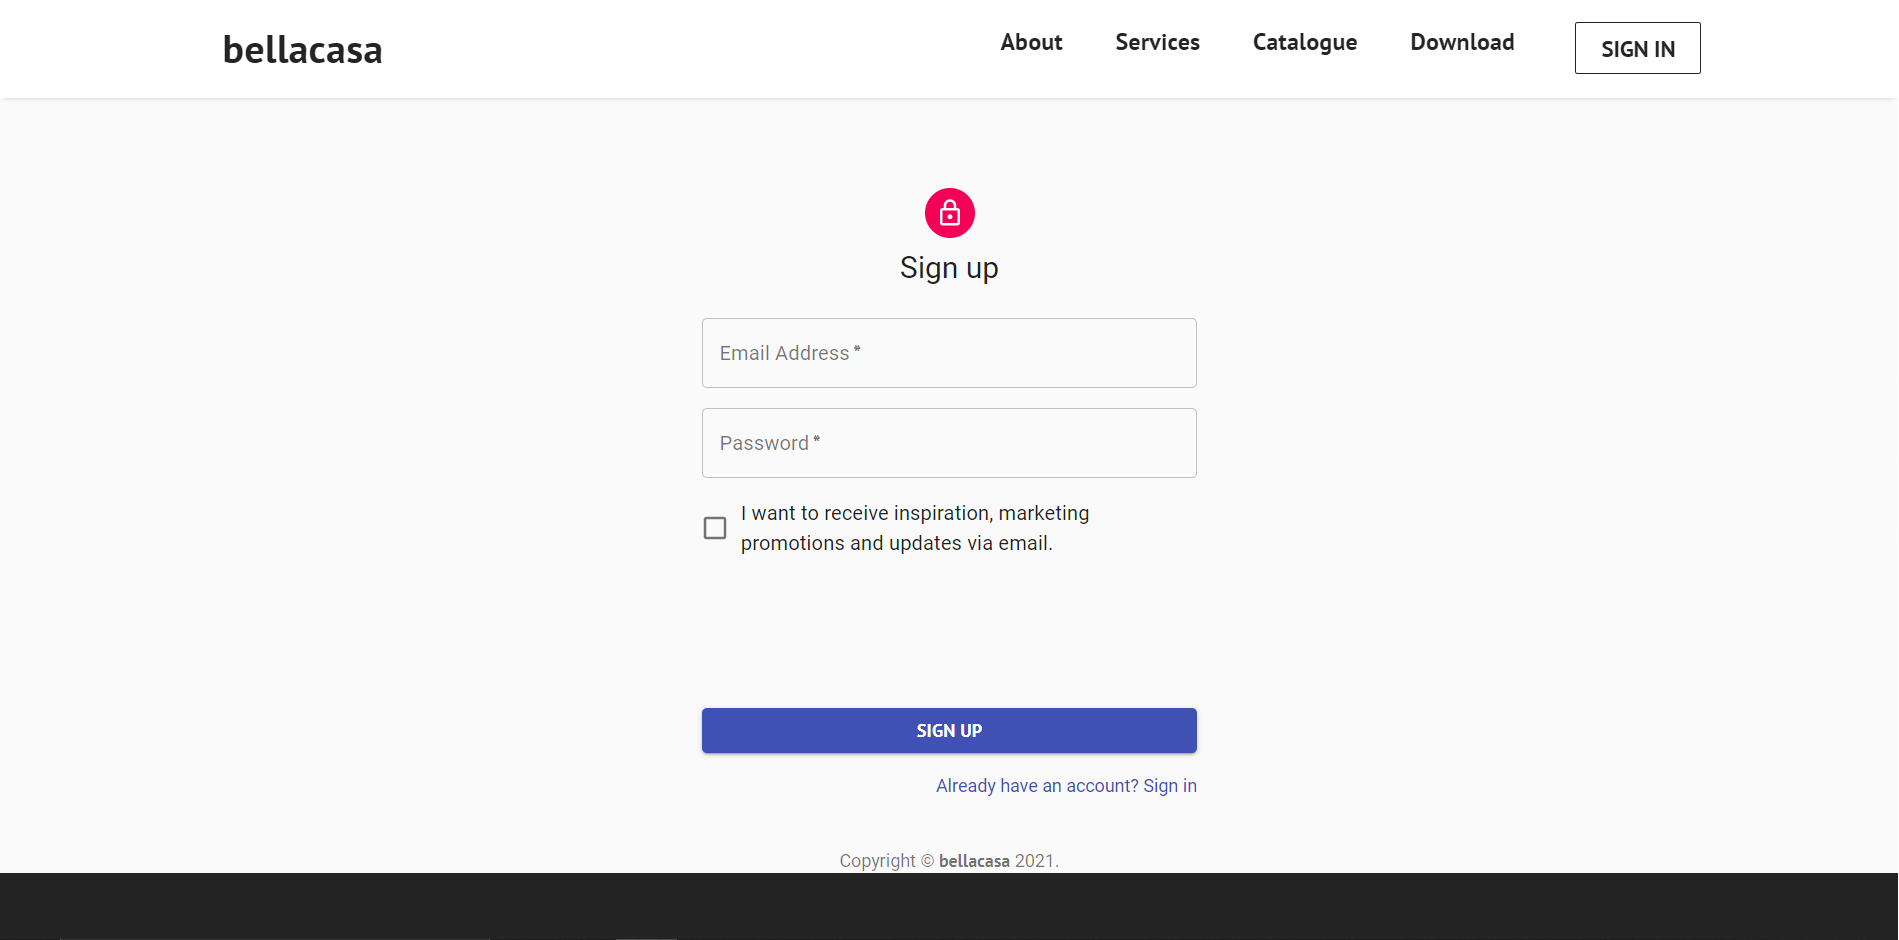 bellacasa
About
Services
Catalogue
Download
SIGN IN
Sign up
Email Address *
Password *
I want to receive inspiration, marketing
promotions and updates via email.
SIGN UP
Already have an account? Sign in
Copyright © bellacasa 2021.